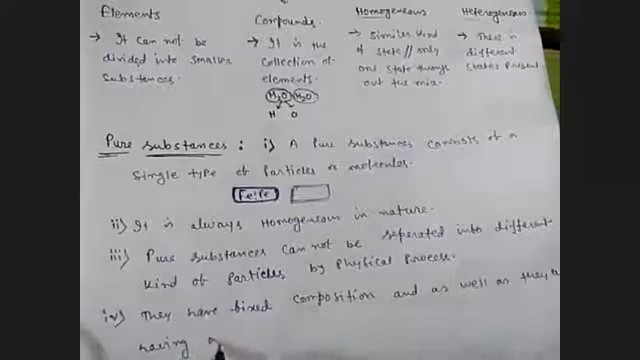 Elements
Compounds.
Homogeneous
Heterogeneous
→ It can not be
divided into smaller
substances.
→ It is the
collection of
elements.
H2O H2O
H O
→ Similar kind
of state // only
one state through
out the mix.
→ There is
different
states present.
Pure substances : i) A Pure substances consists of a
single type of Particles or molecules.
Fe:Fe
ii) It is always Homogeneous in nature.
iii) Pure substances cannot be seperated into different
kind of Particles by Physical Process.
iv) They have fixed composition and as well as they
having